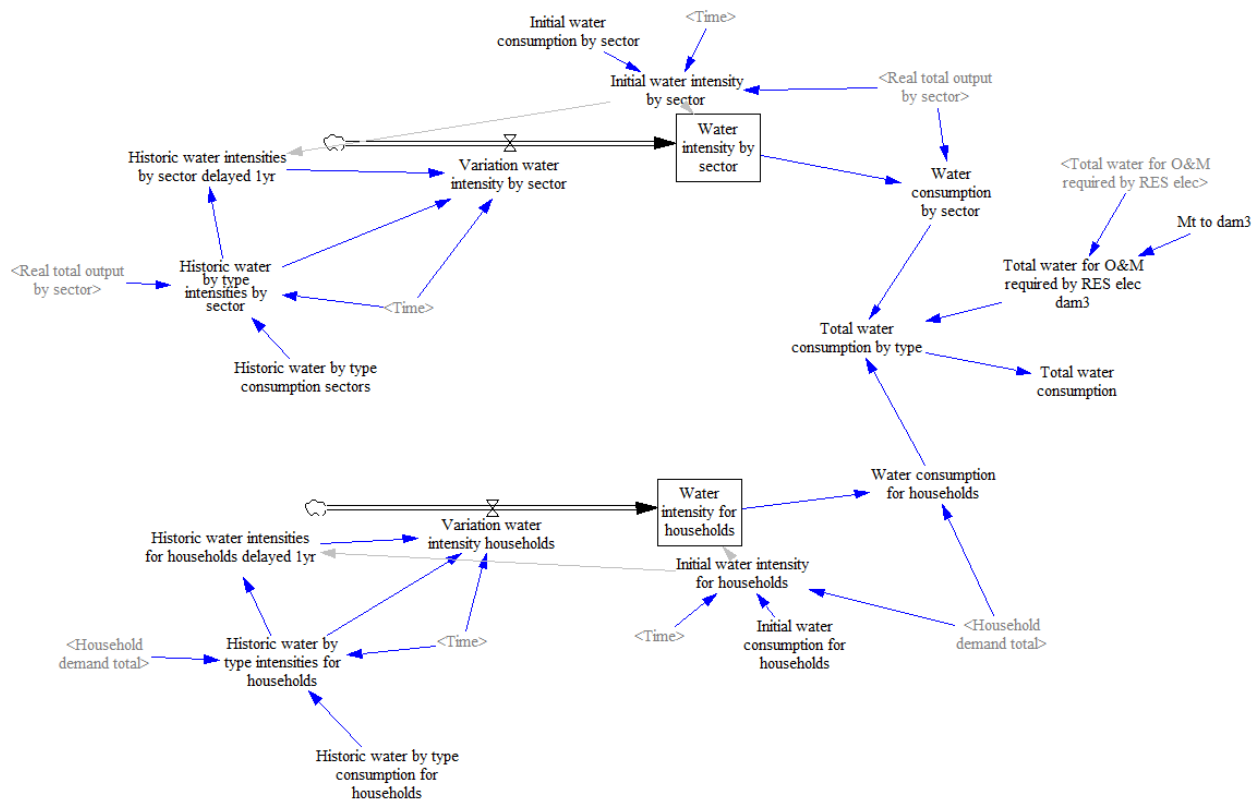 Initial water
consumption by sector
<Time>
Initial water intensity
by sector
<Real total output
by sector>
Water
intensity by
sector
Historic water intensities
by sector delayed 1yr
Variation water
intensity by sector
Water
consumption
by sector
<Total water for O&M
required by RES elec>
Mt to dam3
<Real total output
by sector>
Historic water
by type
intensities by
sector
<Time>
Total water for O&M
required by RES elec
dam3
Total water
consumption by type
Historic water by type
consumption sectors
Total water
consumption
Water consumption
for households
Water
intensity for
households
Historic water intensities
for households delayed 1yr
Variation water
intensity households
Initial water intensity
for households
<Household
demand total>
Historic water by
type intensities for
households
<Time>
<Time>
Initial water
consumption for
households
<Household
demand total>
Historic water by type
consumption for
households